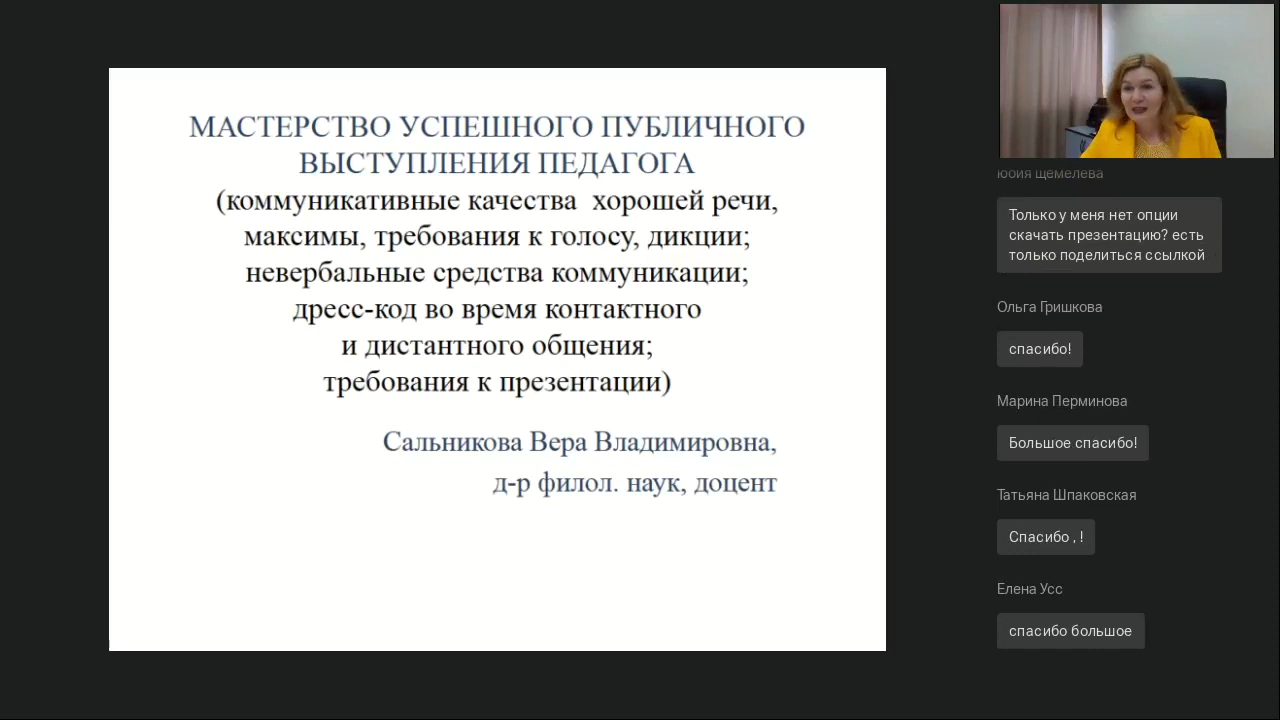 МАСТЕРСТВО УСПЕШНОГО ПУБЛИЧНОГО
ВЫСТУПЛЕНИЯ ПЕДАГОГА
(коммуникативные качества  хорошей речи,
максимы, требования к голосу, дикции;
невербальные средства коммуникации;
дресс-код во время контактного
и дистантного общения;
требования к презентации)
Сальникова Вера Владимировна,
д-р филол. наук, доцент
щемелева
Только у меня нет опции
скачать презентацию? есть
только поделиться ссылкой
Ольга Гришкова
спасибо!
Марина Перминова
Большое спасибо!
Татьяна Шпаковская
Спасибо , !
Елена Усс
спасибо большое